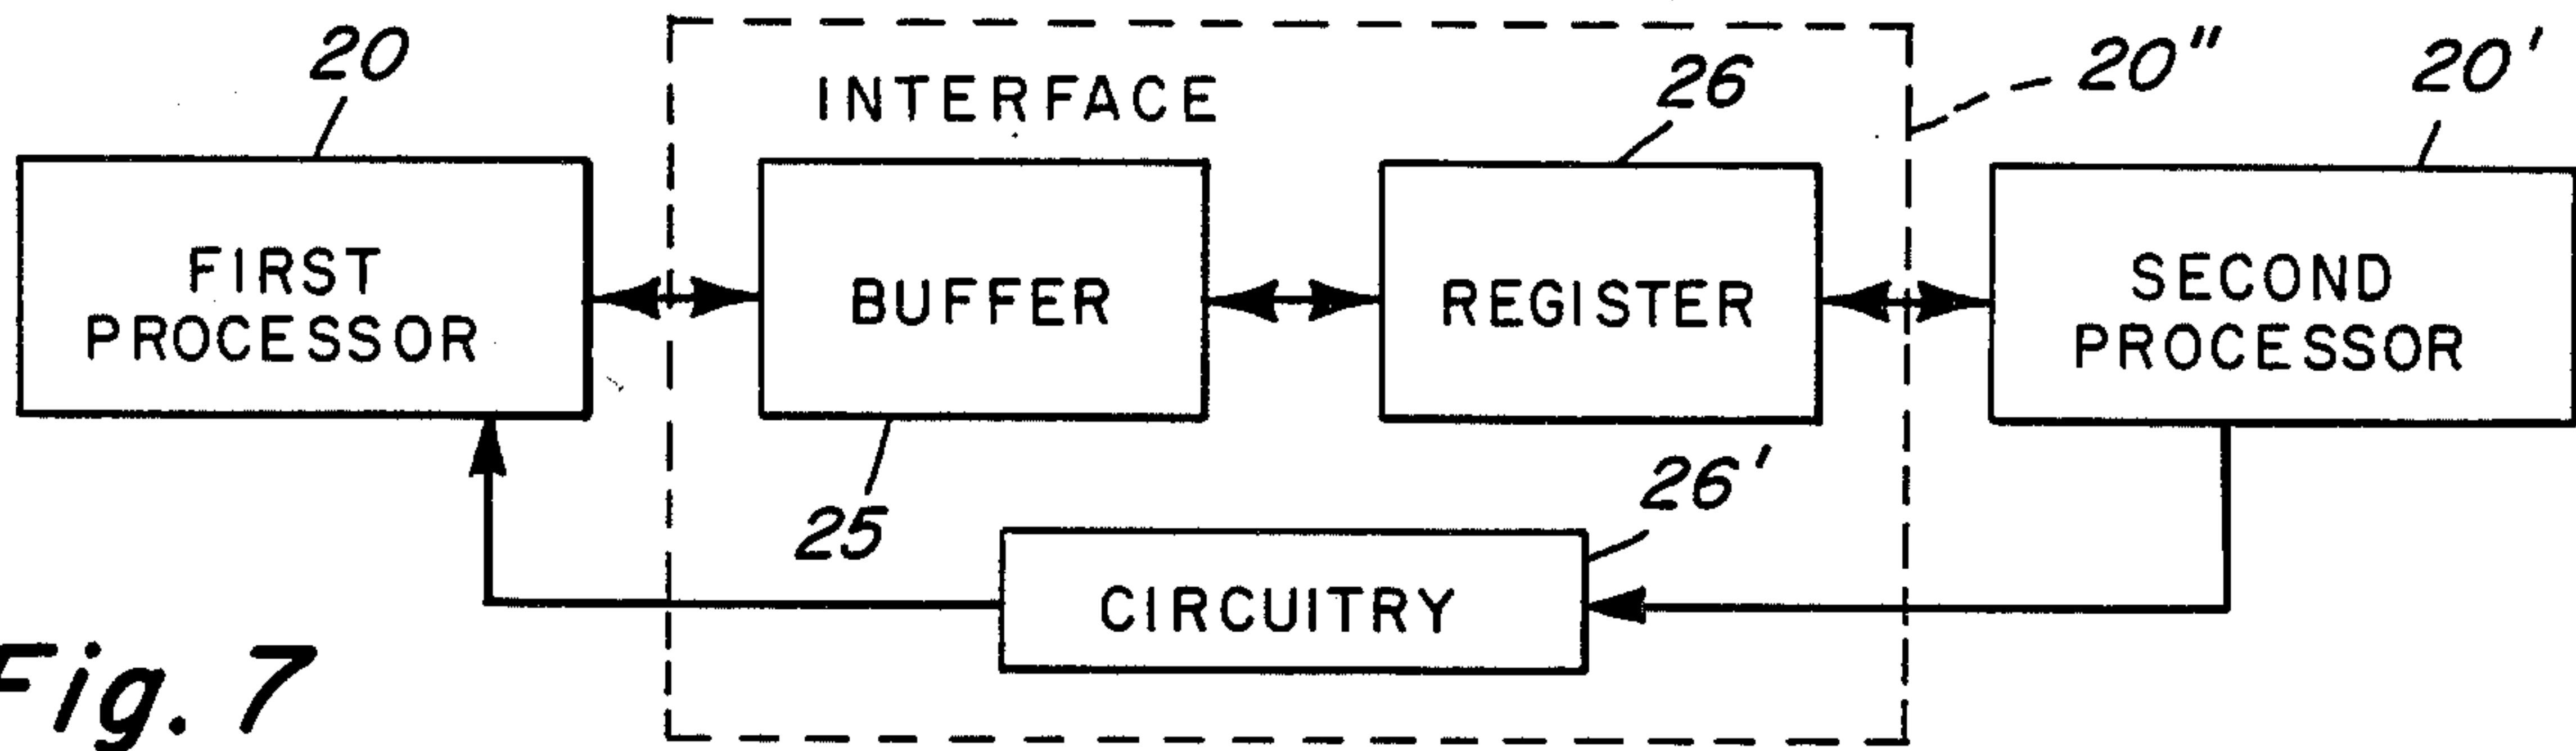 20
INTERFACE
26
20"
20'
FIRST
PROCESSOR
BUFFER
REGISTER
SECOND
PROCESSOR
25
26'
CIRCUITRY
Fig. 7